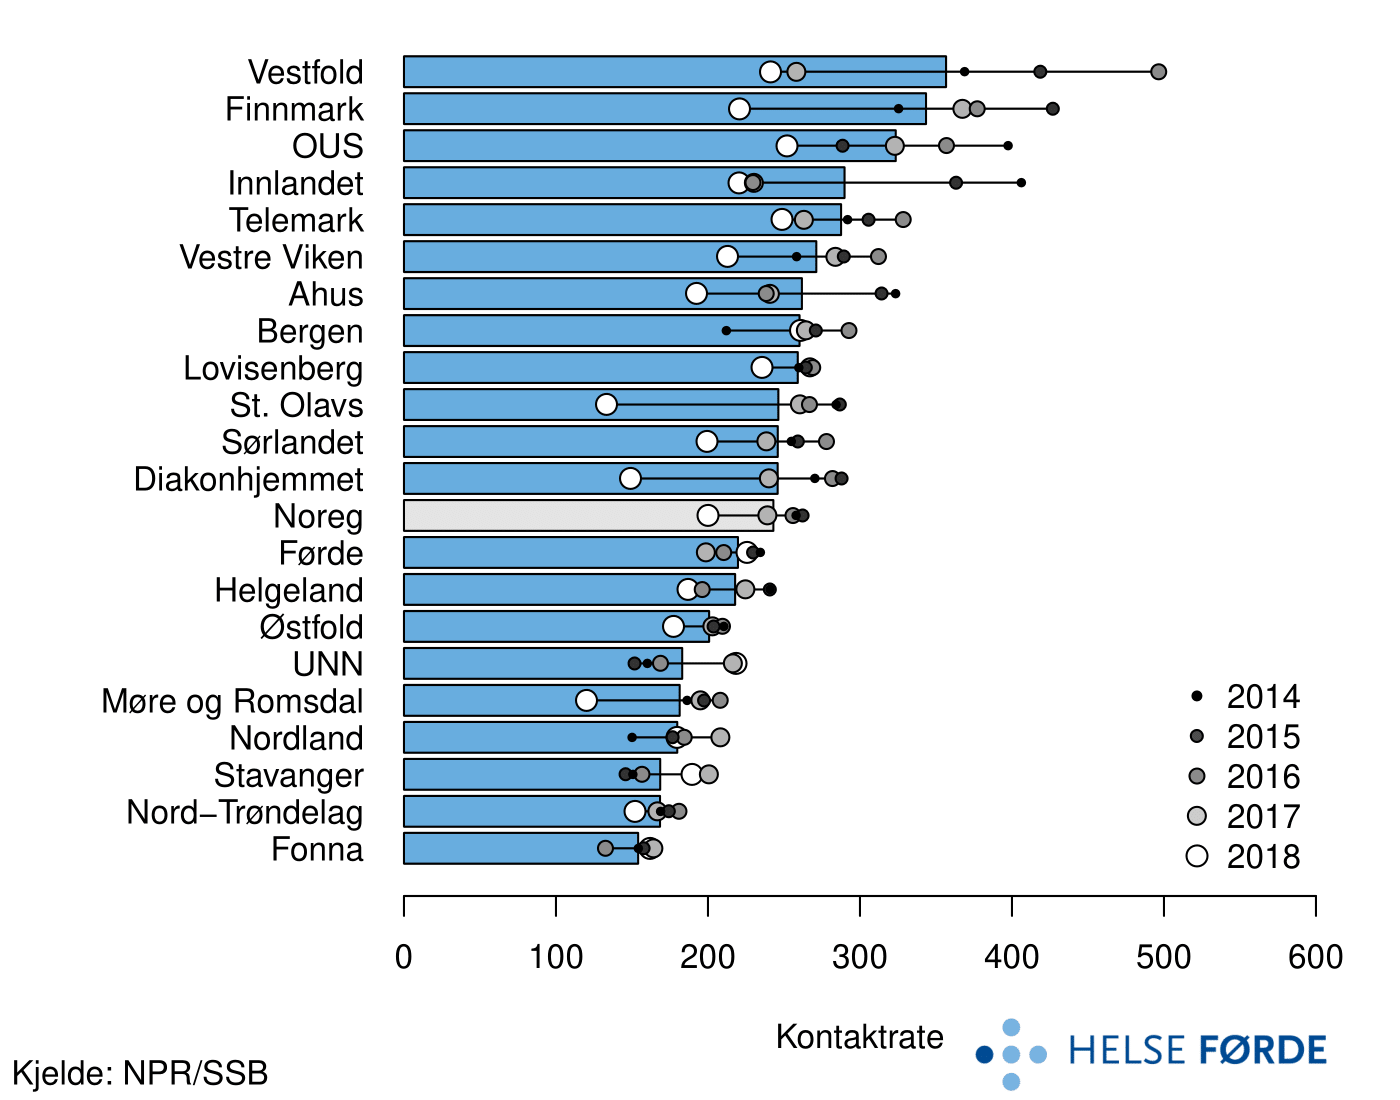 Vestfold
Finnmark
OUS
Innlandet
Telemark
Vestre Viken
Ahus
Bergen
Lovisenberg
St. Olavs
Sørlandet
Diakonhjemmet
Noreg
Førde
Helgeland
Østfold
UNN
Møre og Romsdal
Nordland
Stavanger
Nord−Trøndelag
Fonna
2014
2015
2016
2017
2018
0 100 200 300 400 500 600
Kontaktrate
HELSE FØRDE
Kjelde: NPR/SSB